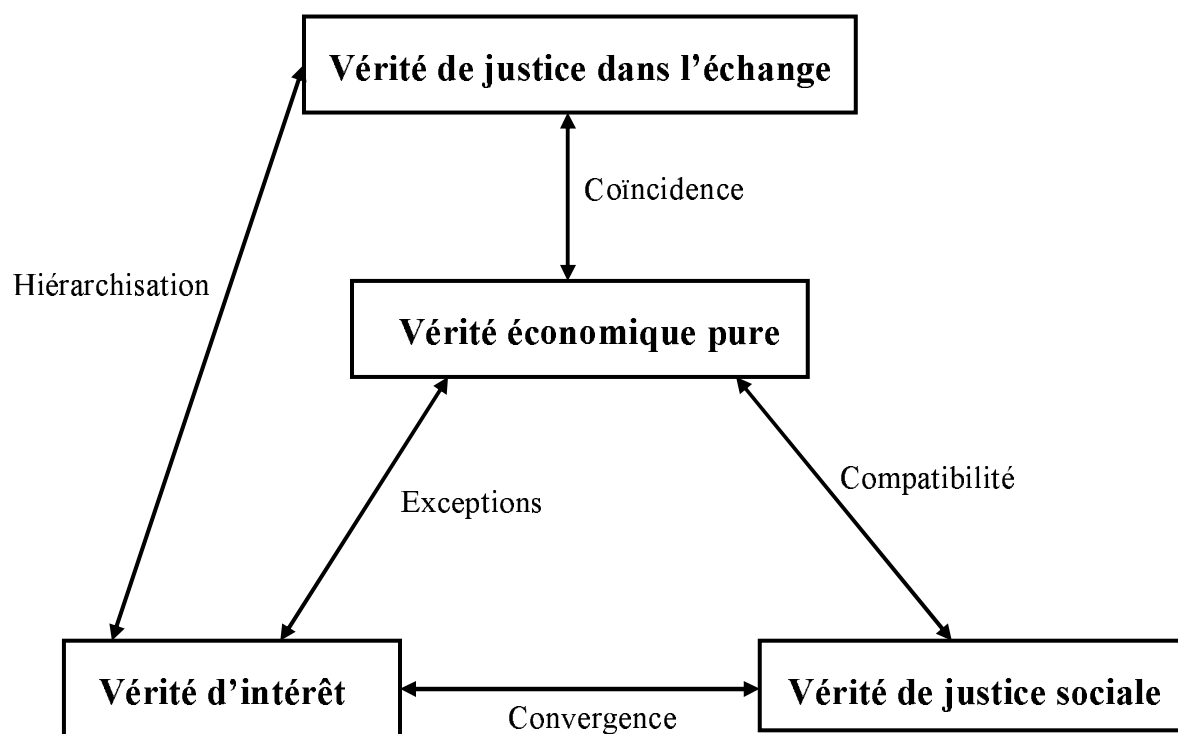 Vérité de justice dans l’échange
Coïncidence
Hiérarchisation
Vérité économique pure
Compatibilité
Exceptions
Vérité d’intérêt
Vérité de justice sociale
Convergence